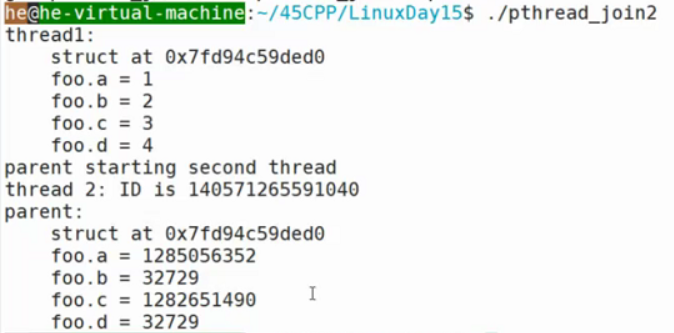 he@he-virtual-machine:~/45CPP/LinuxDay15$ ./pthread_join2
thread1:
    struct at 0x7fd94c59ded0
    foo.a = 1
    foo.b = 2
    foo.c = 3
    foo.d = 4
parent starting second thread
thread 2: ID is 140571265591040
parent:
    struct at 0x7fd94c59ded0
    foo.a = 1285056352
    foo.b = 32729
    foo.c = 1282651490
    foo.d = 32729